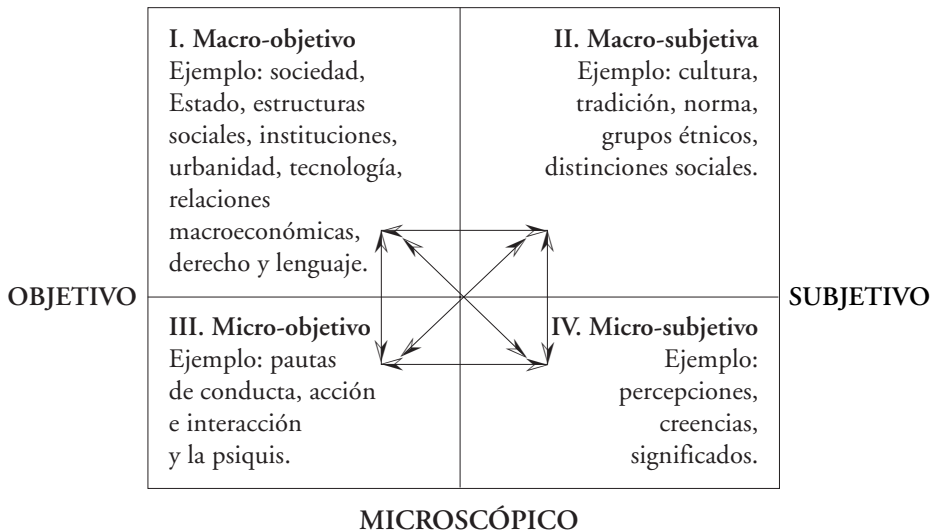 I. Macro-objetivo
Ejemplo: sociedad,
Estado, estructuras
sociales, instituciones,
urbanidad, tecnología,
relaciones
macroeconómicas,
derecho y lenguaje.
II. Macro-subjetiva
Ejemplo: cultura,
tradición, norma,
grupos étnicos,
distinciones sociales.
OBJETIVO
SUBJETIVO
III. Micro-objetivo
Ejemplo: pautas
de conducta, acción
e interacción
y la psiquis.
IV. Micro-subjetivo
Ejemplo:
percepciones,
creencias,
significados.
MICROSCÓPICO